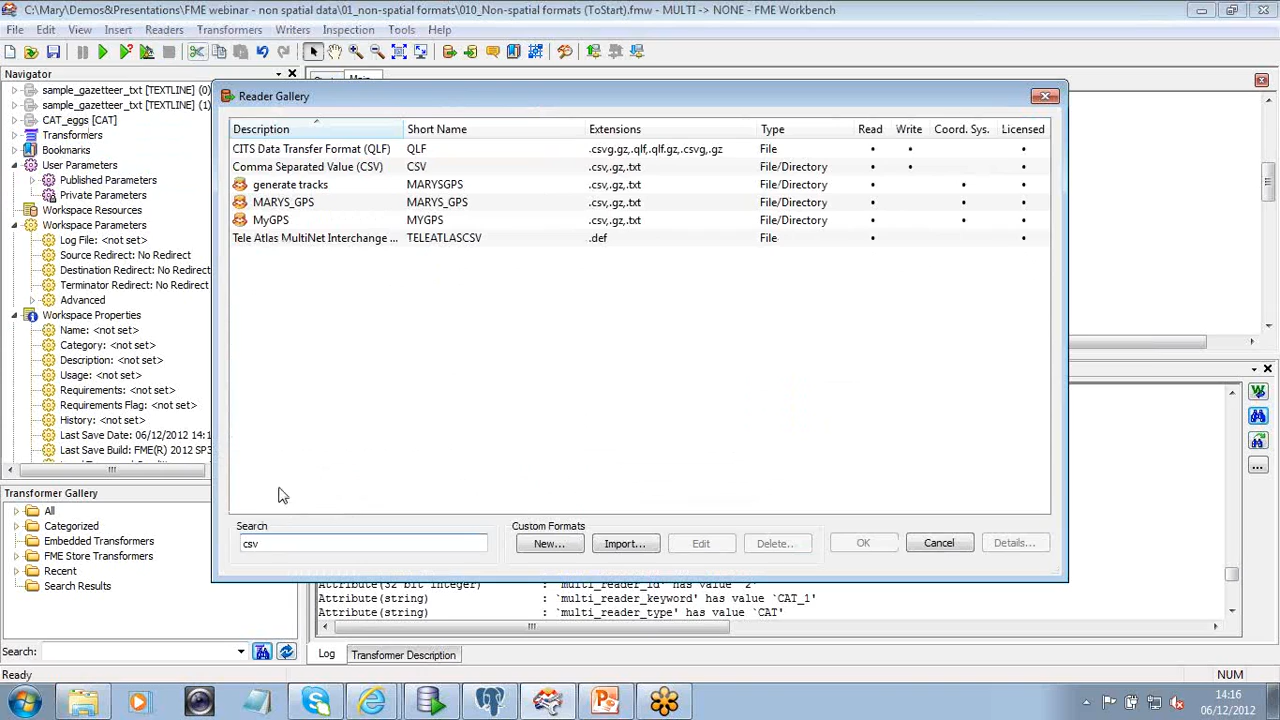 C:\Mary\Demos&Presentations\FME webinar - non spatial data\01_non-spatial formats\010_Non-spatial formats (ToStart).fmw - MULTI -> NONE - FME Workbench
File Edit View Insert Readers Transformers Writers Inspection Tools Help
Navigator
sample_gazetteer_txt [TEXTLINE] (0)
sample_gazetteer_txt [TEXTLINE] (1)
CAT_eggs [CAT]
Transformers
Bookmarks
User Parameters
Published Parameters
Private Parameters
Workspace Resources
Workspace Parameters
Log File: <not set>
Source Redirect: No Redirect
Destination Redirect: No Redirect
Terminator Redirect: No Redirect
Advanced
Workspace Properties
Name: <not set>
Category: <not set>
Description: <not set>
Usage: <not set>
Requirements: <not set>
Requirements Flag: <not set>
History: <not set>
Last Save Date: 06/12/2012 14:1
Last Save Build: FME(R) 2012 SP3
Reader Gallery
Description Short Name Extensions Type Read Write Coord. Sys. Licensed
CITS Data Transfer Format (QLF) QLF .csvg.gz,.qlf,.qlf.gz,.csvg,.gz File • • •
Comma Separated Value (CSV) CSV .csv,.gz,.txt File/Directory • • •
generate tracks MARYSGPS .csv,.gz,.txt File/Directory • • •
MARYS_GPS MARYS_GPS .csv,.gz,.txt File/Directory • • •
MyGPS MYGPS .csv,.gz,.txt File/Directory • • •
Tele Atlas MultiNet Interchange ... TELEATLASCSV .def File • •
Search
csv
Custom Formats
New... Import... Edit Delete.. OK Cancel Details...
Transformer Gallery
All
Categorized
Embedded Transformers
FME Store Transformers
Recent
Search Results
Search:
Attribute(32 bit integer) : `multi_reader_id' has value `2'
Attribute(string) : `multi_reader_keyword' has value `CAT_1'
Attribute(string) : `multi_reader_type' has value `CAT'
Log Transformer Description
Ready NUM
14:16
06/12/2012